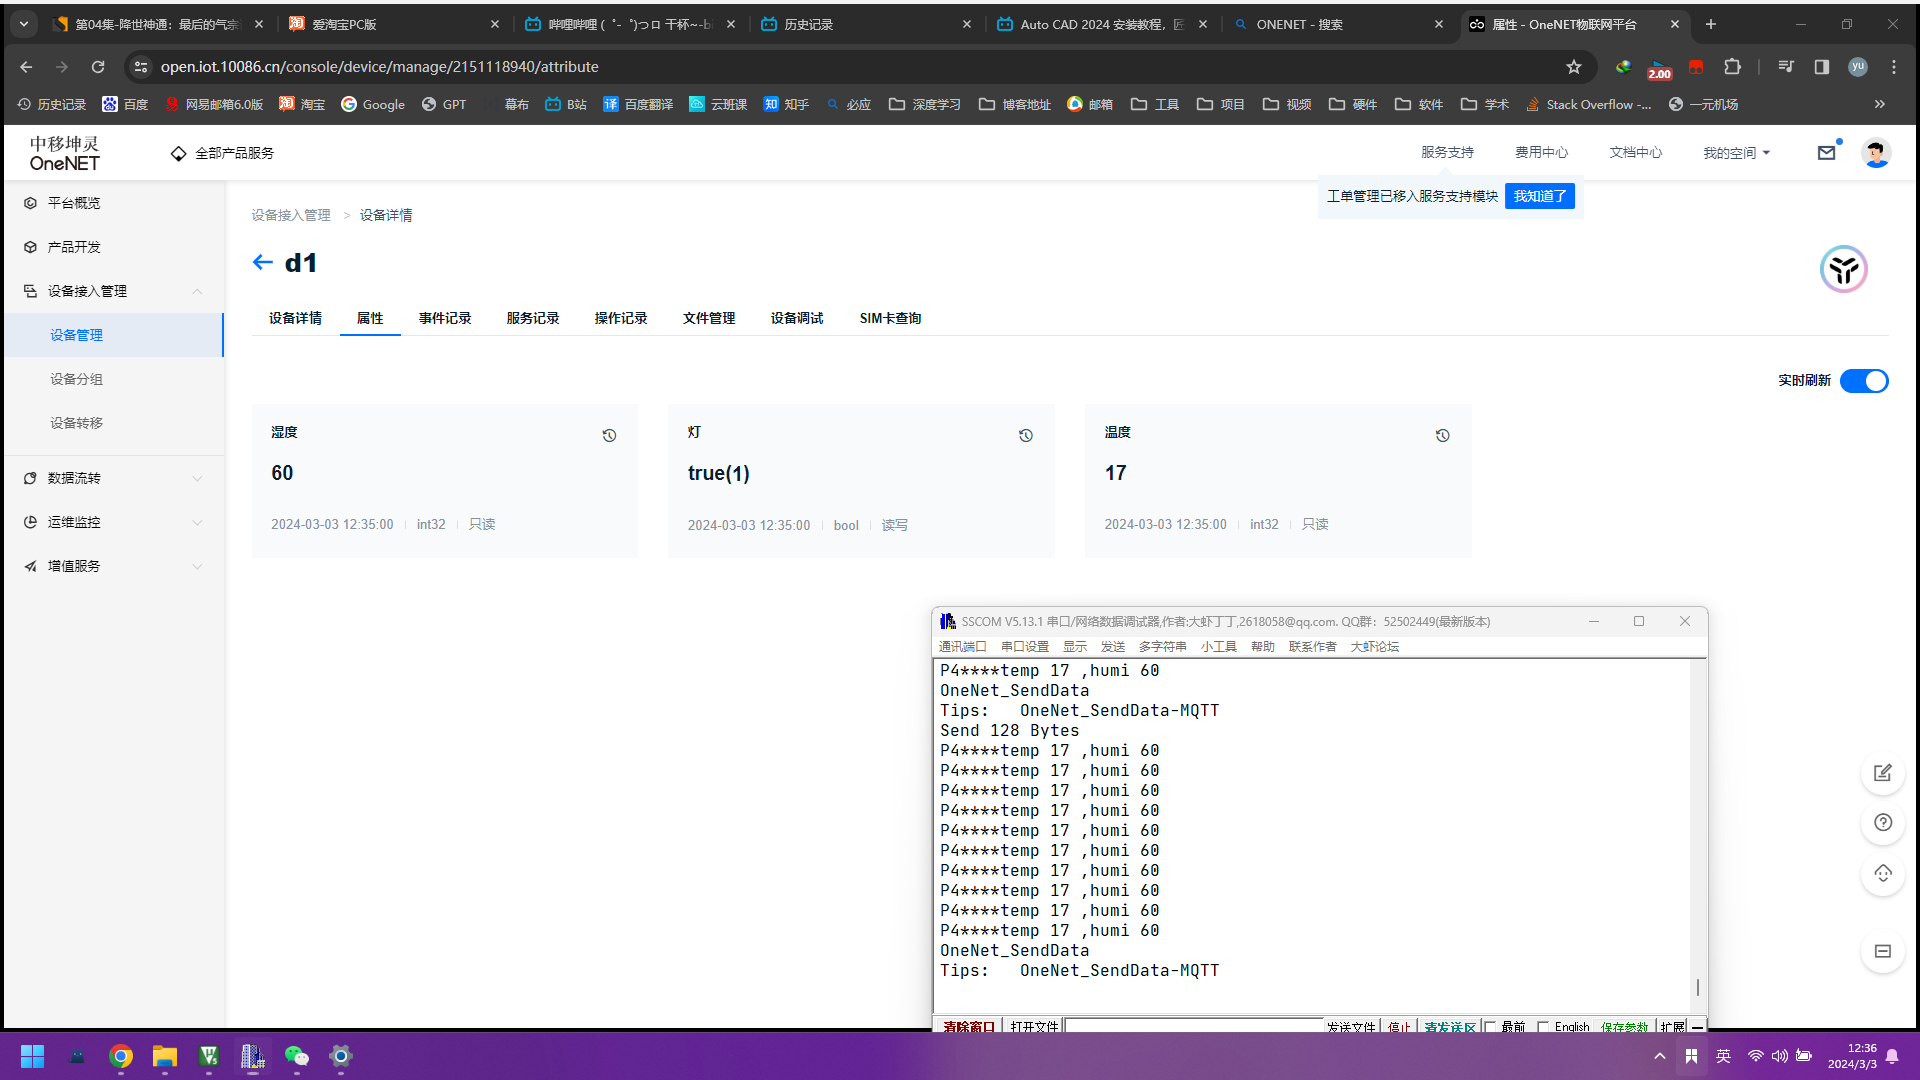 第04集-降世神通：最后的气宗
爱淘宝PC版
哔哩哔哩 ( ゜- ゜)つロ 干杯~-bi
历史记录
Auto CAD 2024 安装教程，匠
ONENET - 搜索
属性 - OneNET物联网平台
open.iot.10086.cn/console/device/manage/2151118940/attribute
2.00
yu
历史记录
百度
网易邮箱6.0版
淘宝
Google
GPT
幕布
B站
百度翻译
云班课
知乎
必应
深度学习
博客地址
邮箱
工具
项目
视频
硬件
软件
学术
Stack Overflow -...
一元机场
中移坤灵
OneNET
全部产品服务
服务支持
费用中心
文档中心
我的空间
工单管理已移入服务支持模块 我知道了
平台概览
产品开发
设备接入管理
设备管理
设备分组
设备转移
数据流转
运维监控
增值服务
设备接入管理 > 设备详情
d1
设备详情
属性
事件记录
服务记录
操作记录
文件管理
设备调试
SIM卡查询
实时刷新
湿度
60
2024-03-03 12:35:00 int32 只读
灯
true(1)
2024-03-03 12:35:00 bool 读写
温度
17
2024-03-03 12:35:00 int32 只读
SSCOM V5.13.1 串口/网络数据调试器,作者:大虾丁丁,2618058@qq.com. QQ群: 52502449(最新版本)
通讯端口 串口设置 显示 发送 多字符串 小工具 帮助 联系作者 大虾论坛
P4****temp 17 ,humi 60
OneNet_SendData
Tips: OneNet_SendData-MQTT
Send 128 Bytes
P4****temp 17 ,humi 60
P4****temp 17 ,humi 60
P4****temp 17 ,humi 60
P4****temp 17 ,humi 60
P4****temp 17 ,humi 60
P4****temp 17 ,humi 60
P4****temp 17 ,humi 60
P4****temp 17 ,humi 60
P4****temp 17 ,humi 60
P4****temp 17 ,humi 60
OneNet_SendData
Tips: OneNet_SendData-MQTT
清除窗口 打开文件 发送文件 停止 清发送区 最前 English 保存参数 扩展
英
12:36
2024/3/3